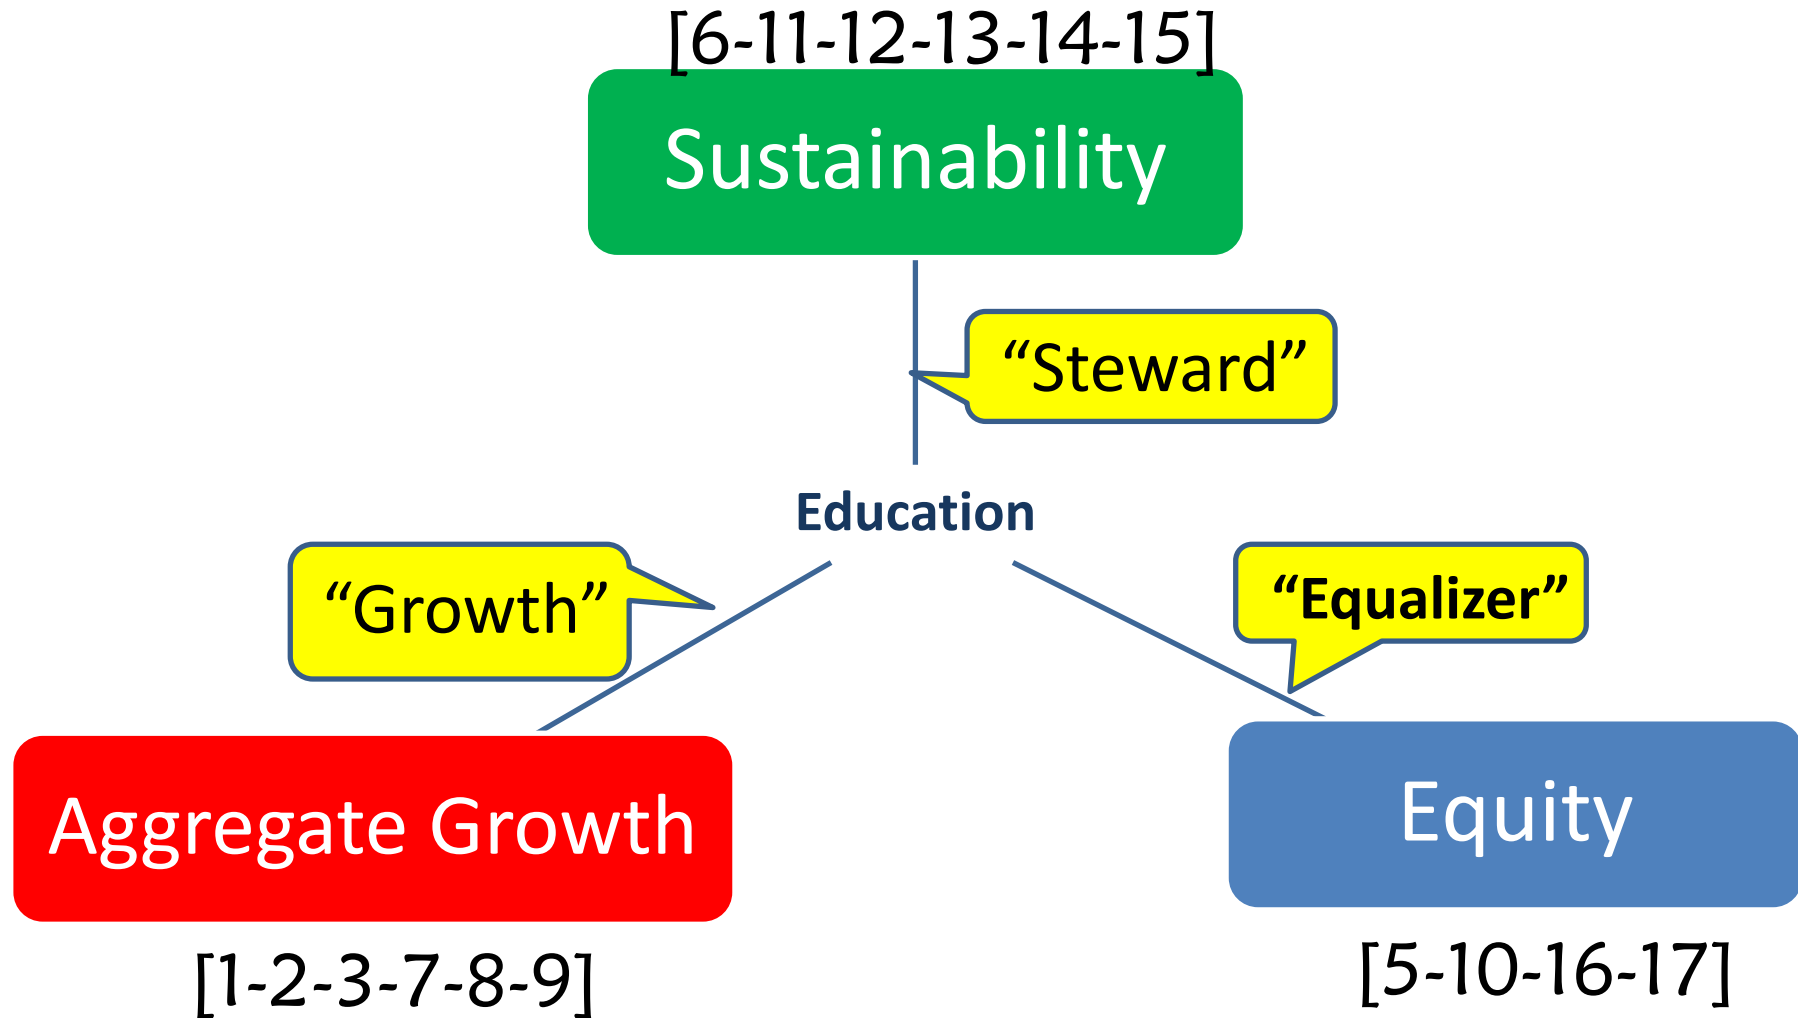 [6-11-12-13-14-15]
Sustainability
“Steward”
Education
“Growth”
“Equalizer”
Aggregate Growth
Equity
[1-2-3-7-8-9]
[5-10-16-17]